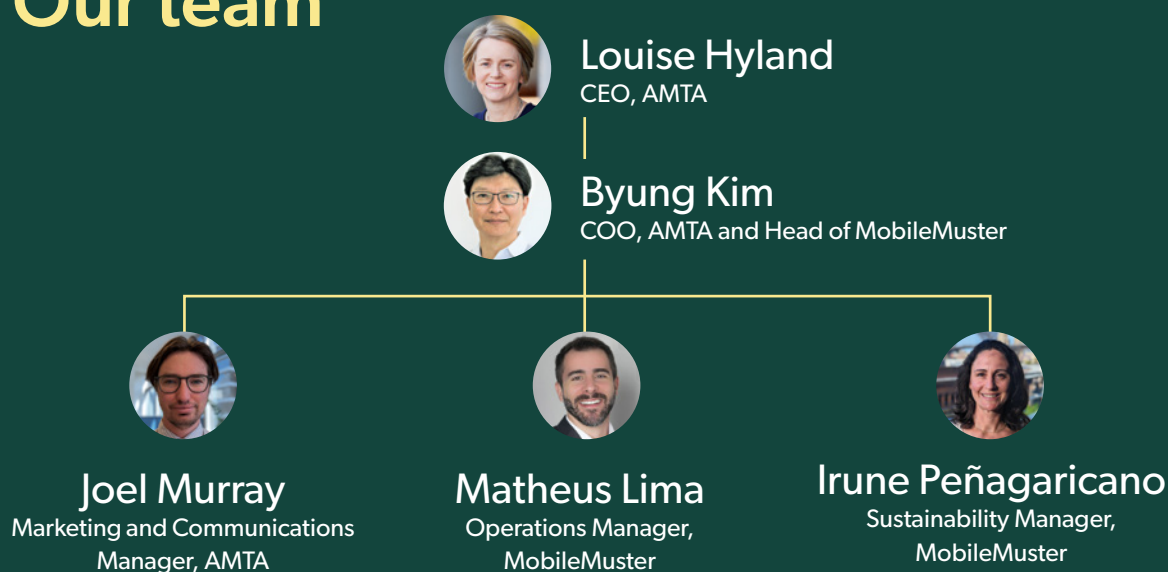 Our team
Louise Hyland
CEO, AMTA
Byung Kim
COO, AMTA and Head of MobileMuster
Joel Murray
Marketing and Communications
Manager, AMTA
Matheus Lima
Operations Manager,
MobileMuster
Irune Peñagaricano
Sustainability Manager,
MobileMuster